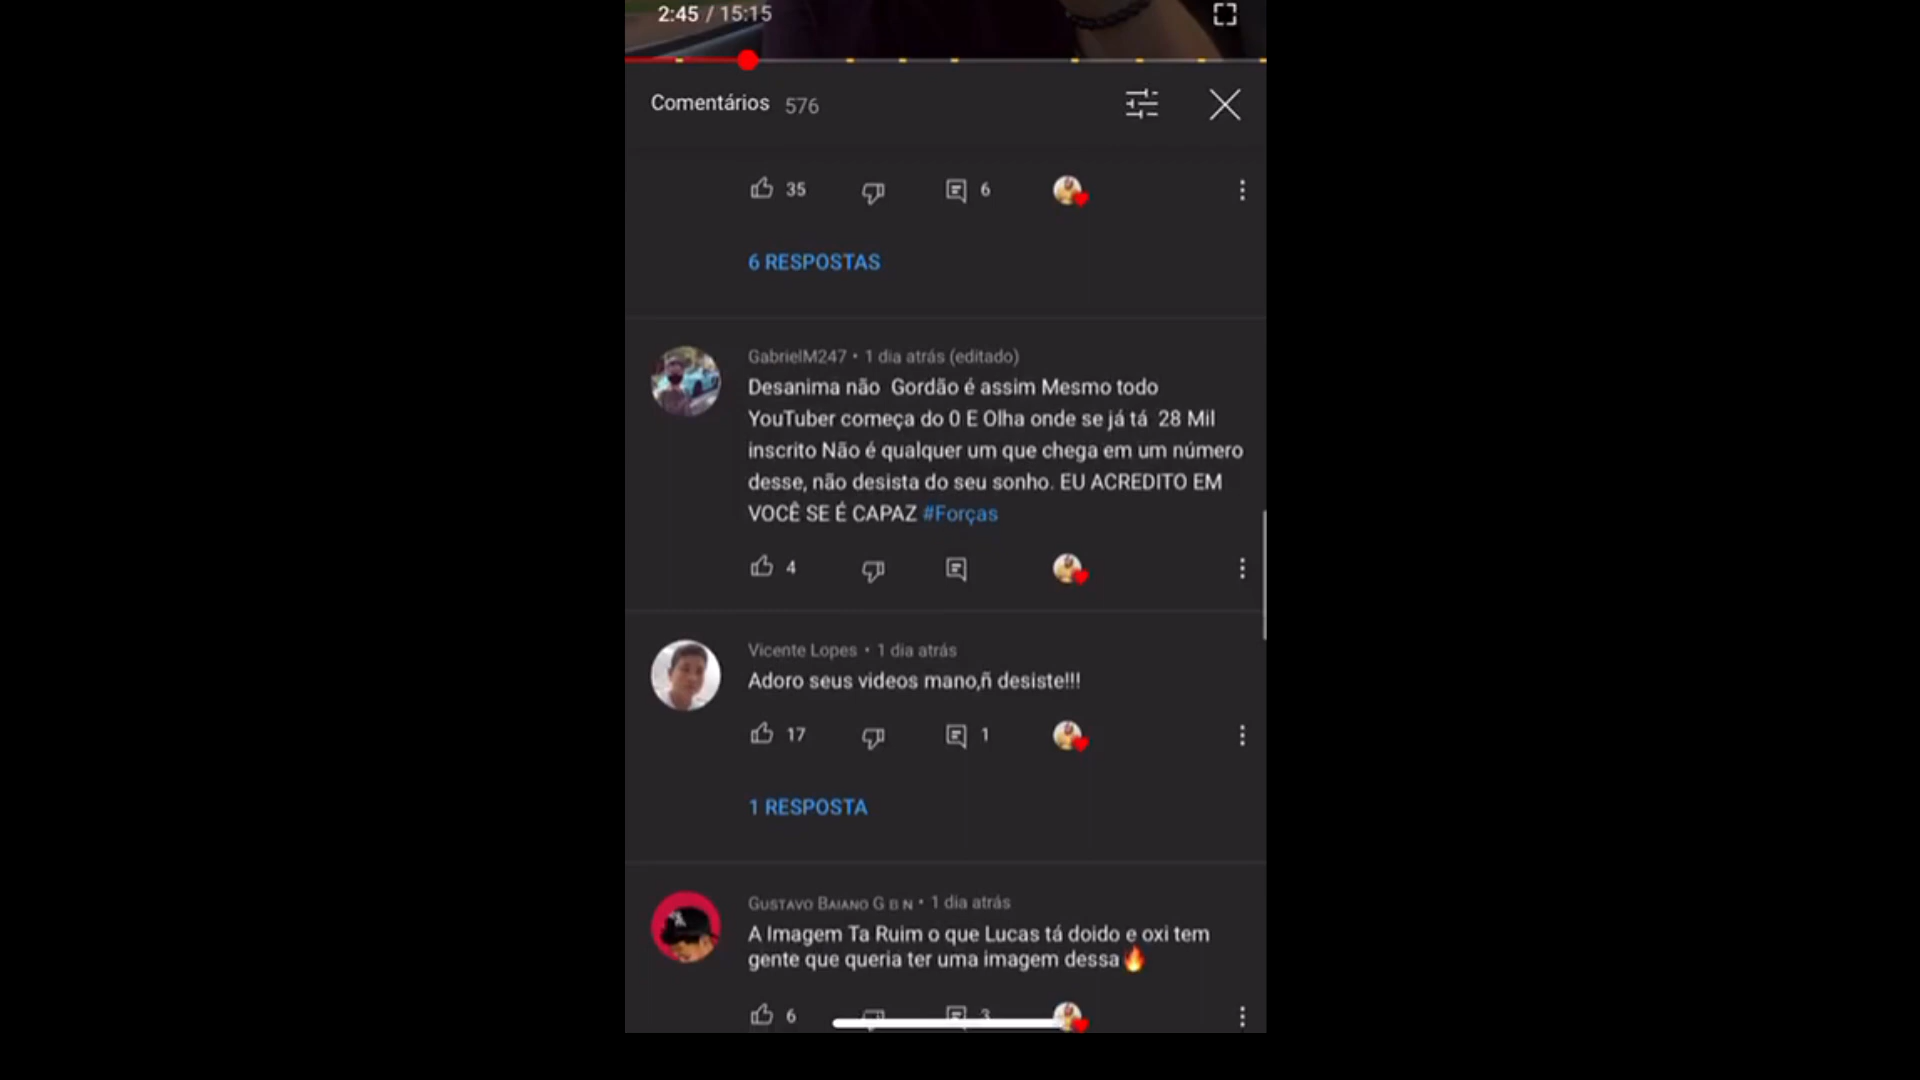 2:45 / 15:15
Comentários 576
35 6
6 RESPOSTAS
GabrielM247 • 1 dia atrás (editado)
Desanima não  Gordão é assim Mesmo todo
YouTuber começa do 0 E Olha onde se já tá  28 Mil
inscrito Não é qualquer um que chega em um número
desse, não desista do seu sonho. EU ACREDITO EM
VOCÊ SE É CAPAZ #Forças
4
Vicente Lopes • 1 dia atrás
Adoro seus videos mano,ñ desiste!!!
17 1
1 RESPOSTA
Gustavo Baiano G B N • 1 dia atrás
A Imagem Ta Ruim o que Lucas tá doido e oxi tem
gente que queria ter uma imagem dessa🔥
6 3